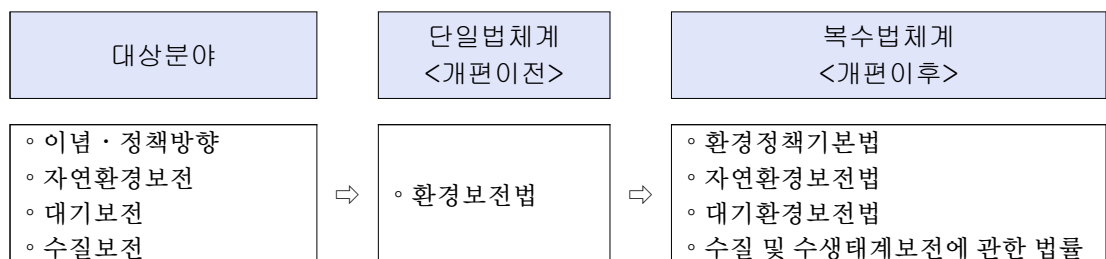 대상분야
단일법체계
<개편이전>
복수법체계
<개편이후>
◦이념・정책방향
◦자연환경보전
◦대기보전
◦수질보전
⇨
◦환경보전법
⇨
◦환경정책기본법
◦자연환경보전법
◦대기환경보전법
◦수질 및 수생태계보전에 관한 법률